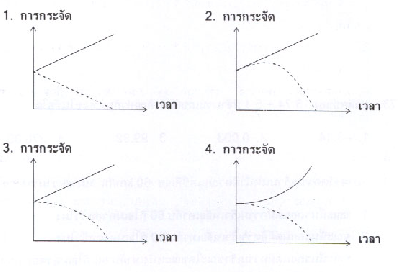 1. การกระจัด
2. การกระจัด
เวลา
เวลา
3. การกระจัด
4. การกระจัด
เวลา
เวลา